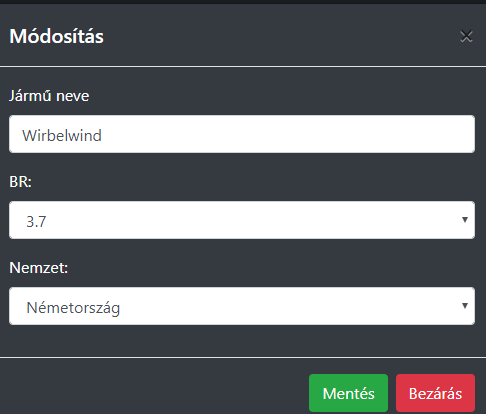 Módosítás
×
Jármű neve
Wirbelwind
BR:
3.7
Nemzet:
Németország
Mentés Bezárás